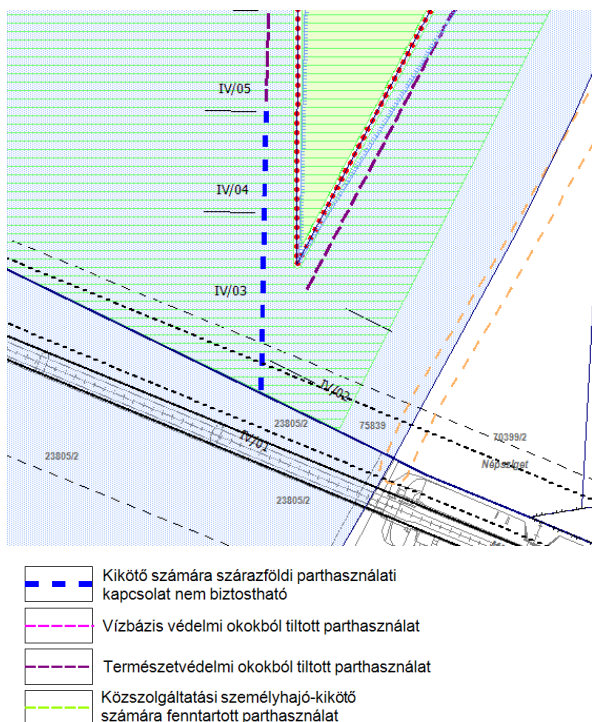 IV/05
IV/04
IV/03
IV/02
23805/2
75839
70399/2
IV/01
23805/2
Népsziget
23805/2
Kikötő számára szárazföldi parthasználati
kapcsolat nem biztostható
Vízbázis védelmi okokból tiltott parthasználat
Természetvédelmi okokból tiltott parthasználat
Közszolgáltatási személyhajó-kikötő
számára fenntartott parthasználat